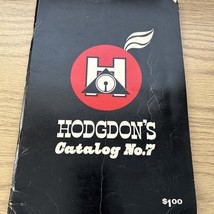 H
HODGDON'S
Catalog No.7
$1.00